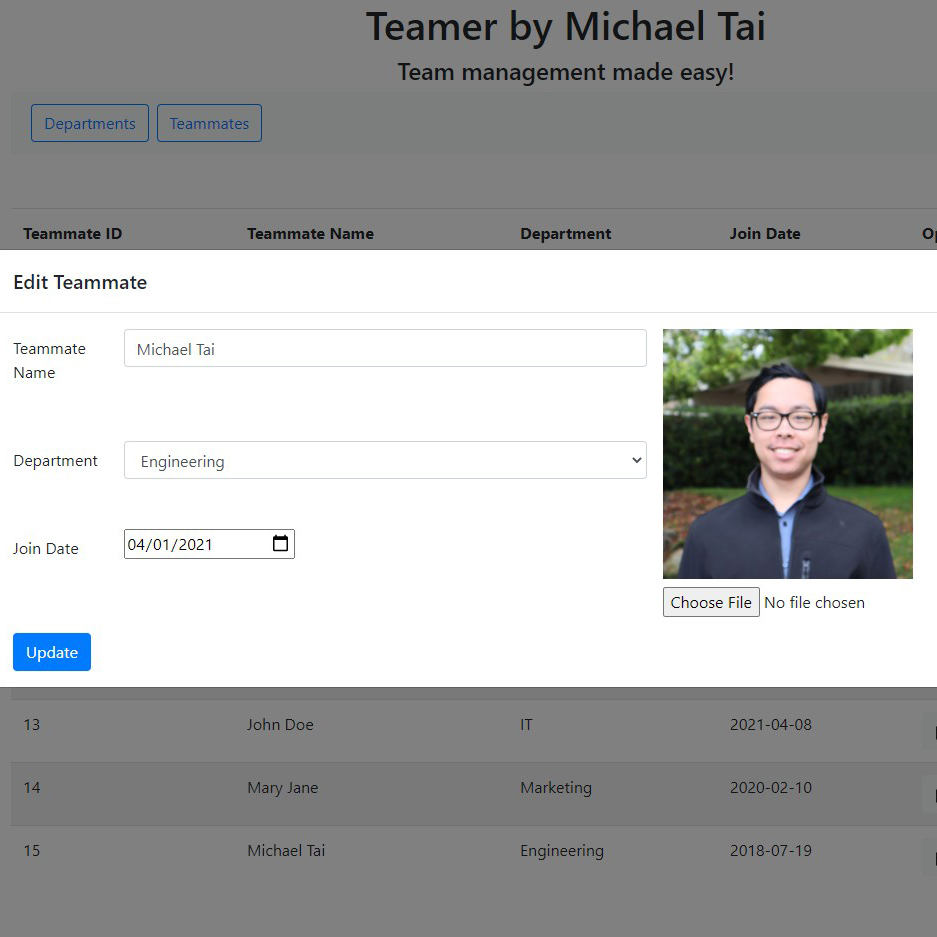 Teamer by Michael Tai
Team management made easy!
Departments Teammates
Teammate ID Teammate Name Department Join Date
Edit Teammate
Teammate Name Michael Tai
Department Engineering
Join Date 04/01/2021
Choose File No file chosen
Update
13 John Doe IT 2021-04-08
14 Mary Jane Marketing 2020-02-10
15 Michael Tai Engineering 2018-07-19